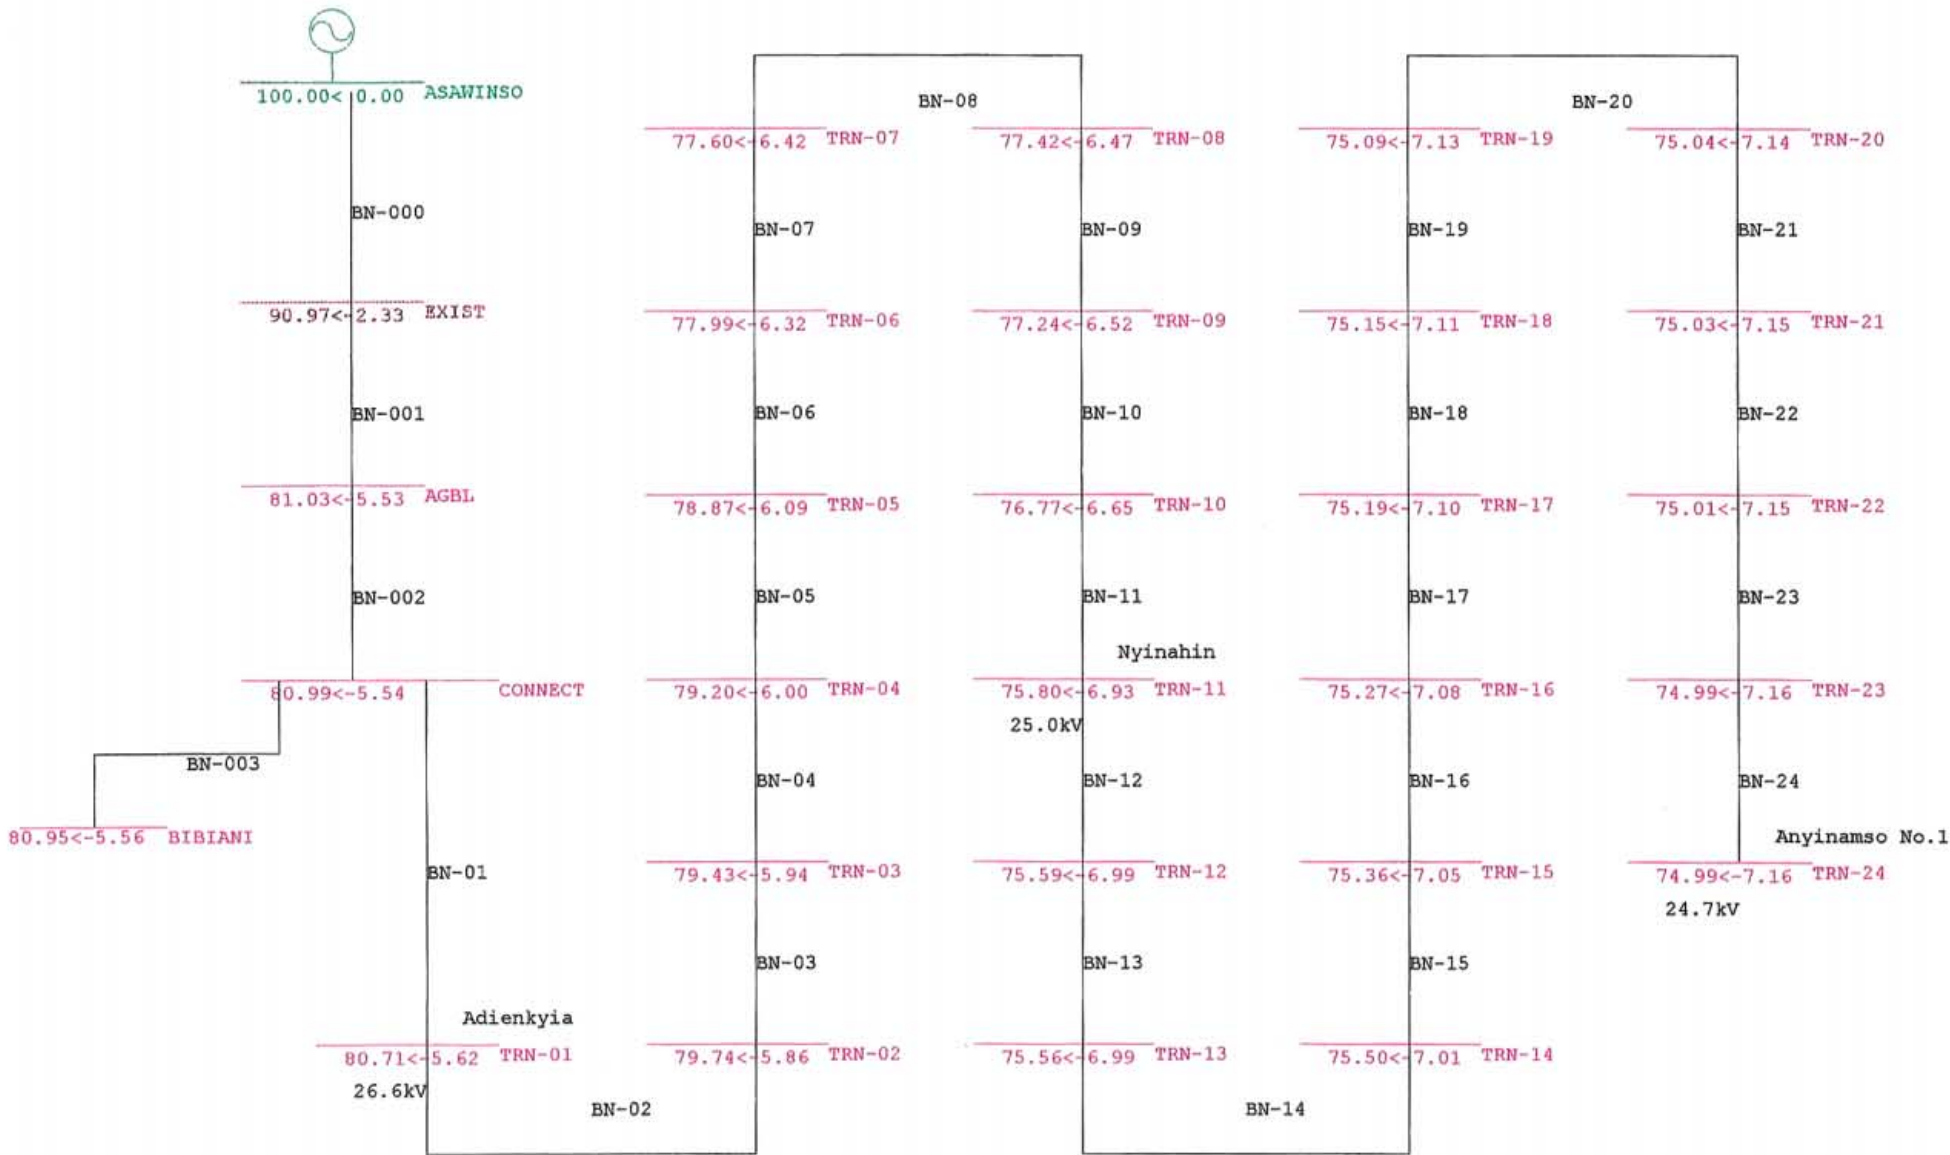 100.00< 0.00 ASAWINSO
BN-000
90.97<-2.33 EXIST
BN-001
81.03<-5.53 AGBL
BN-002
80.99<-5.54 CONNECT
BN-003
80.95<-5.56 BIBIANI
BN-01
Adienkyia
80.71<-5.62 TRN-01
26.6kV
BN-02
79.74<-5.86 TRN-02
BN-03
79.43<-5.94 TRN-03
BN-04
79.20<-6.00 TRN-04
BN-05
78.87<-6.09 TRN-05
BN-06
77.99<-6.32 TRN-06
BN-07
77.60<-6.42 TRN-07
BN-08
77.42<-6.47 TRN-08
BN-09
77.24<-6.52 TRN-09
BN-10
76.77<-6.65 TRN-10
BN-11
Nyinahin
75.80<-6.93 TRN-11
25.0kV
BN-12
75.59<-6.99 TRN-12
BN-13
75.56<-6.99 TRN-13
BN-14
75.50<-7.01 TRN-14
BN-15
75.36<-7.05 TRN-15
BN-16
75.27<-7.08 TRN-16
BN-17
75.19<-7.10 TRN-17
BN-18
75.15<-7.11 TRN-18
BN-19
75.09<-7.13 TRN-19
BN-20
75.04<-7.14 TRN-20
BN-21
75.03<-7.15 TRN-21
BN-22
75.01<-7.15 TRN-22
BN-23
74.99<-7.16 TRN-23
BN-24
Anyinamso No.1
74.99<-7.16 TRN-24
24.7kV